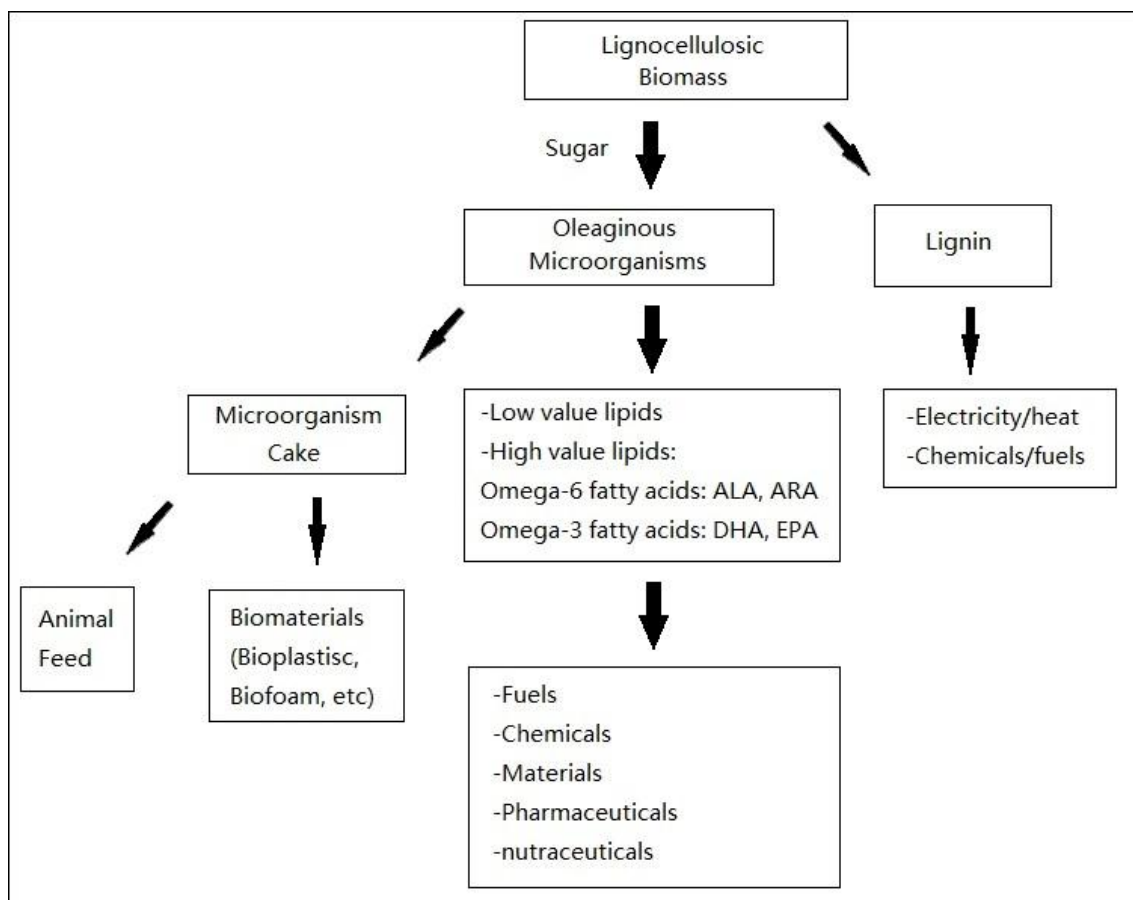 Lignocellulosic
Biomass
Sugar
Oleaginous
Microorganisms
Lignin
Microorganism
Cake
-Low value lipids
-High value lipids:
Omega-6 fatty acids: ALA, ARA
Omega-3 fatty acids: DHA, EPA
-Electricity/heat
-Chemicals/fuels
Animal
Feed
Biomaterials
(Bioplastisc,
Biofoam, etc)
-Fuels
-Chemicals
-Materials
-Pharmaceuticals
-nutraceuticals